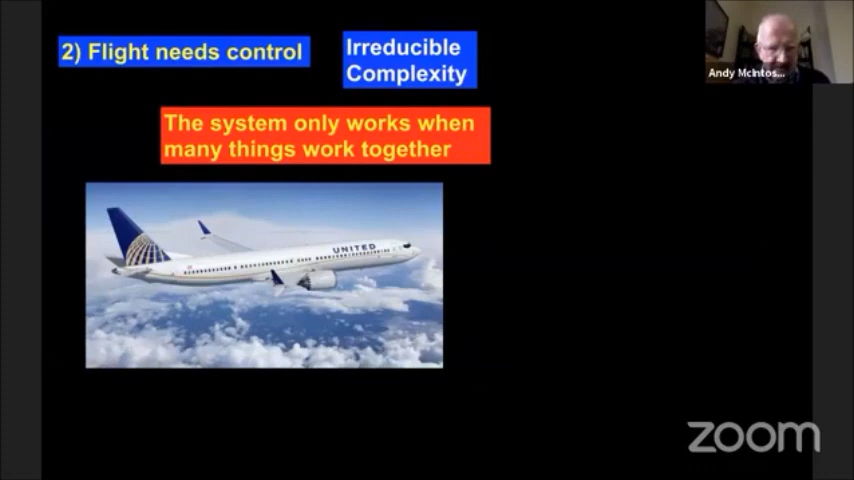 2) Flight needs control
Irreducible
Complexity
Andy McIntos...
The system only works when
many things work together
UNITED
zoom